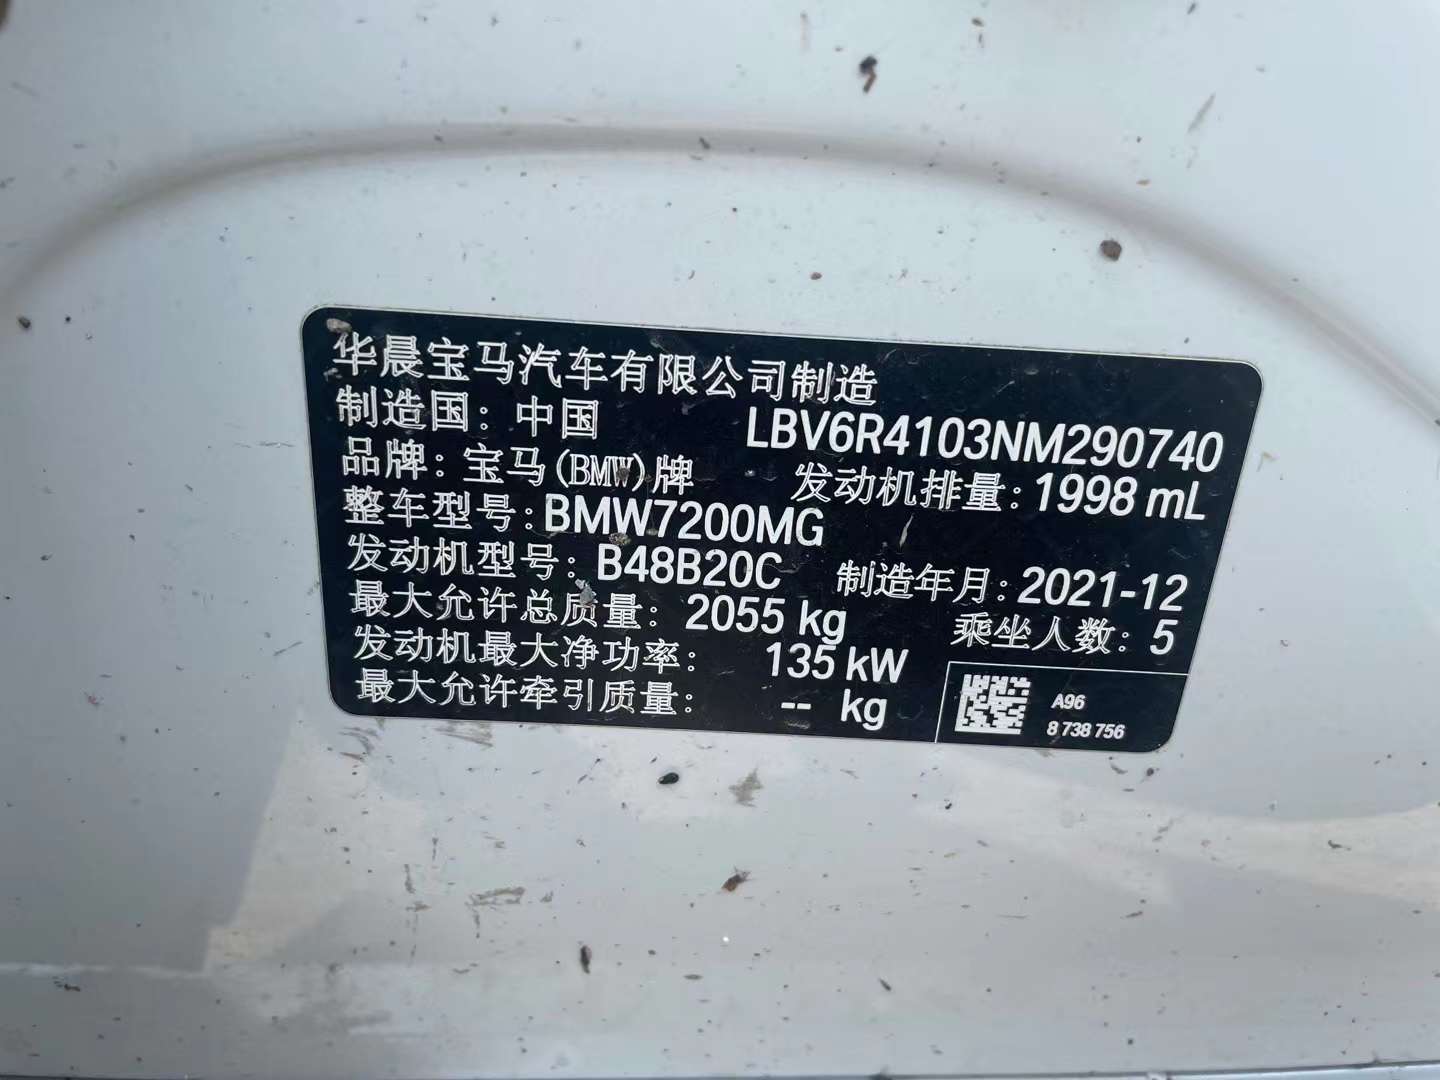 华晨宝马汽车有限公司制造
制造国：中国 LBV6R4103NM290740
品牌：宝马(BMW)牌 发动机排量：1998 mL
整车型号：BMW7200MG
发动机型号：B48B20C 制造年月：2021-12
最大允许总质量：2055 kg 乘坐人数：5
发动机最大净功率：135 kW
最大允许牵引质量：-- kg
A96
8 738 756